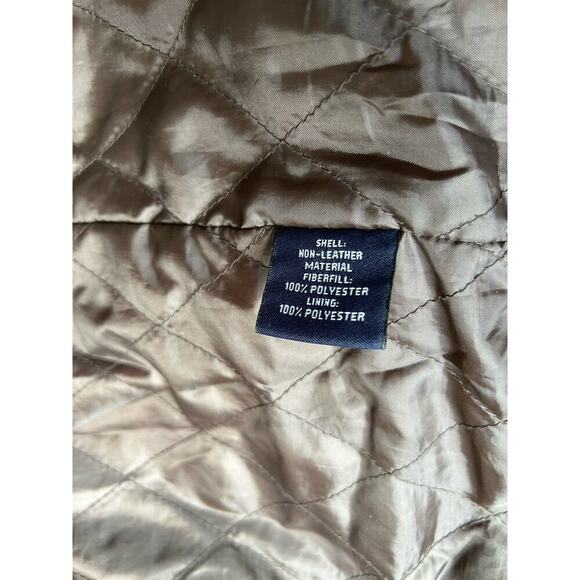 SHELL:
NON-LEATHER
MATERIAL
FIBERFILL:
100% POLYESTER
LINING:
100% POLYESTER